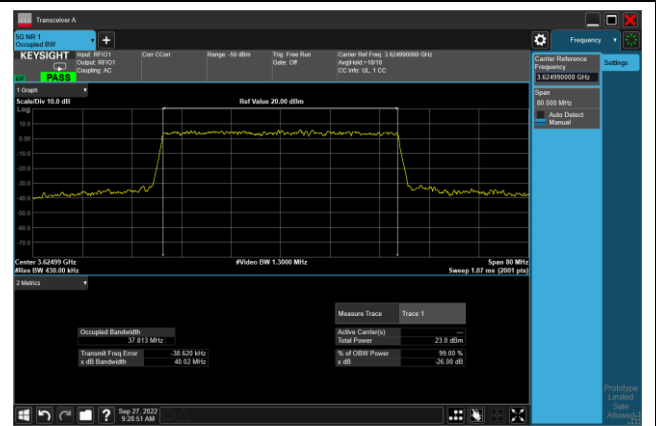 Transceiver A
5G NR 1
Occupied BW
Frequency
KEYSIGHT
Input: RFIO1
Output: RFIO1
Coupling: AC
Corr CCorr
Range: -50 dBm
Trig: Free Run
Gate: Off
Carrier Ref Freq: 3.624990000 GHz
Avg|Hold:>10/10
CC Info: UL, 1 CC
PASS
Carrier Reference
Frequency
3.624990000 GHz
Settings
Span
80.000 MHz
Auto Detect
Manual
1 Graph
Scale/Div 10.0 dB
Ref Value 20.00 dBm
Log
10.0
0.00
-10.0
-20.0
-30.0
-40.0
-50.0
-60.0
-70.0
Center 3.62499 GHz
#Video BW 1.3000 MHz
Span 80 MHz
#Res BW 430.00 kHz
Sweep 1.07 ms (2001 pts)
2 Metrics
Measure Trace
Trace 1
Occupied Bandwidth
37.813 MHz
Active Carrier(s)
---
Total Power
23.0 dBm
Transmit Freq Error
-38.620 kHz
% of OBW Power
99.00 %
x dB Bandwidth
40.02 MHz
x dB
-26.00 dB
Sep 27, 2022
9:28:51 AM
Prototype
Limited
Sale
Allowed